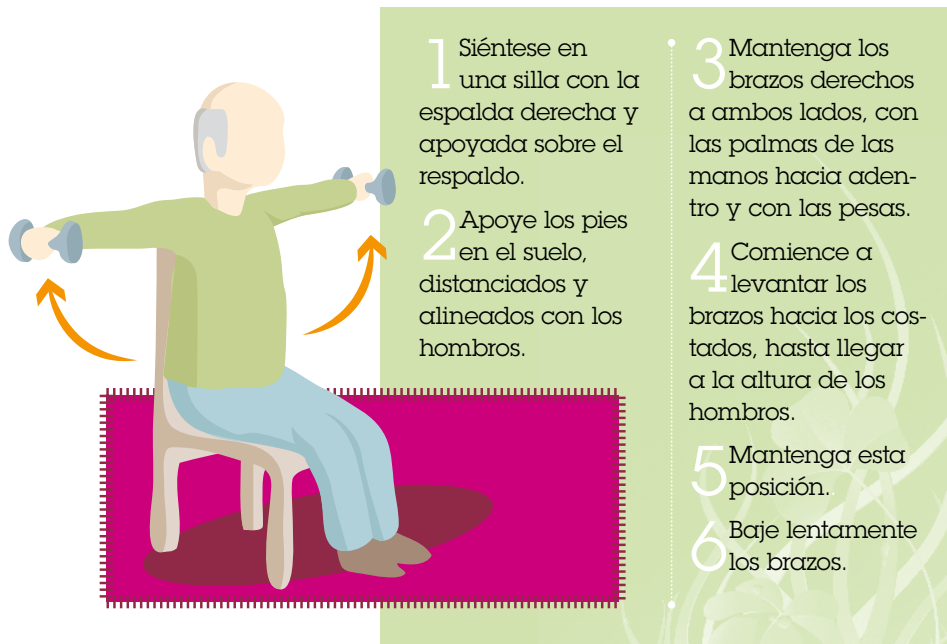 1 Siéntese en
una silla con la
espalda derecha y
apoyada sobre el
respaldo.
2 Apoye los pies
en el suelo,
distanciados y
alineados con los
hombros.
3 Mantenga los
brazos derechos
a ambos lados, con
las palmas de las
manos hacia aden-
tro y con las pesas.
4 Comience a
levantar los
brazos hacia los cos-
tados, hasta llegar
a la altura de los
hombros.
5 Mantenga esta
posición.
6 Baje lentamente
los brazos.